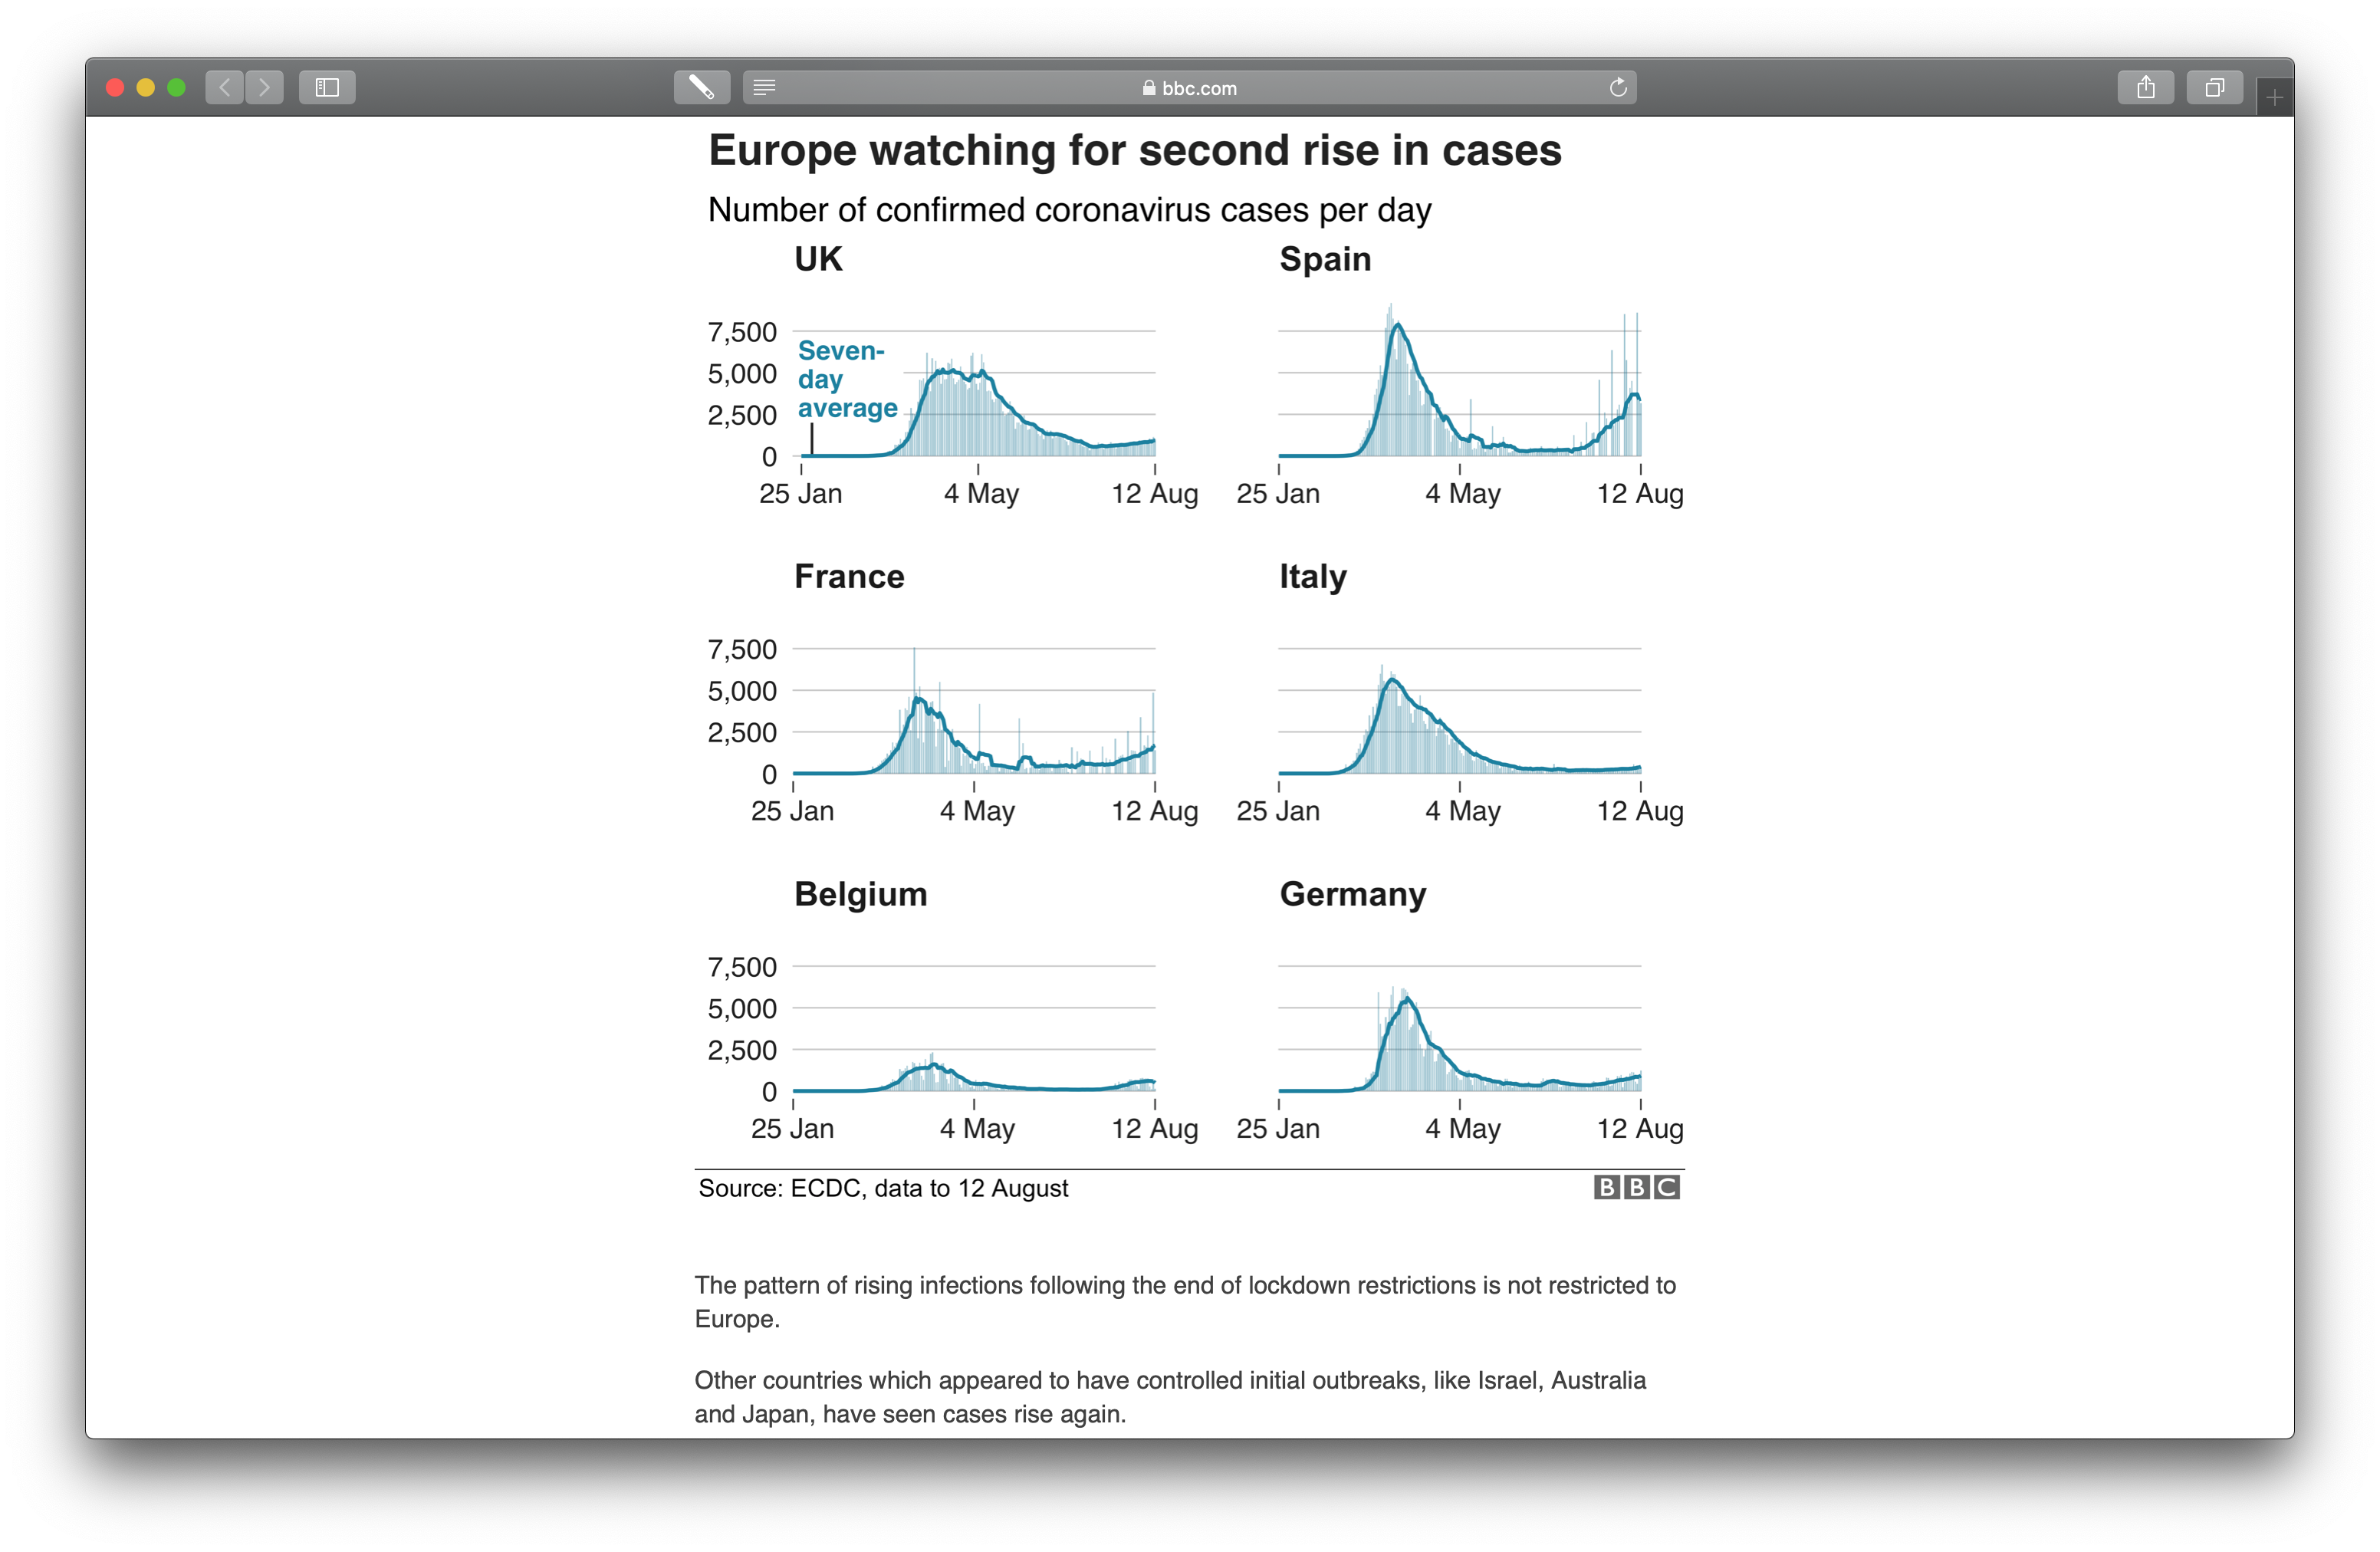 bbc.com
Europe watching for second rise in cases
Number of confirmed coronavirus cases per day
UK
7,500
5,000
2,500
0
Seven-
day
average
25 Jan
4 May
12 Aug
Spain
25 Jan
4 May
12 Aug
France
7,500
5,000
2,500
0
25 Jan
4 May
12 Aug
Italy
25 Jan
4 May
12 Aug
Belgium
7,500
5,000
2,500
0
25 Jan
4 May
12 Aug
Germany
25 Jan
4 May
12 Aug
Source: ECDC, data to 12 August
BBC
The pattern of rising infections following the end of lockdown restrictions is not restricted to
Europe.
Other countries which appeared to have controlled initial outbreaks, like Israel, Australia
and Japan, have seen cases rise again.